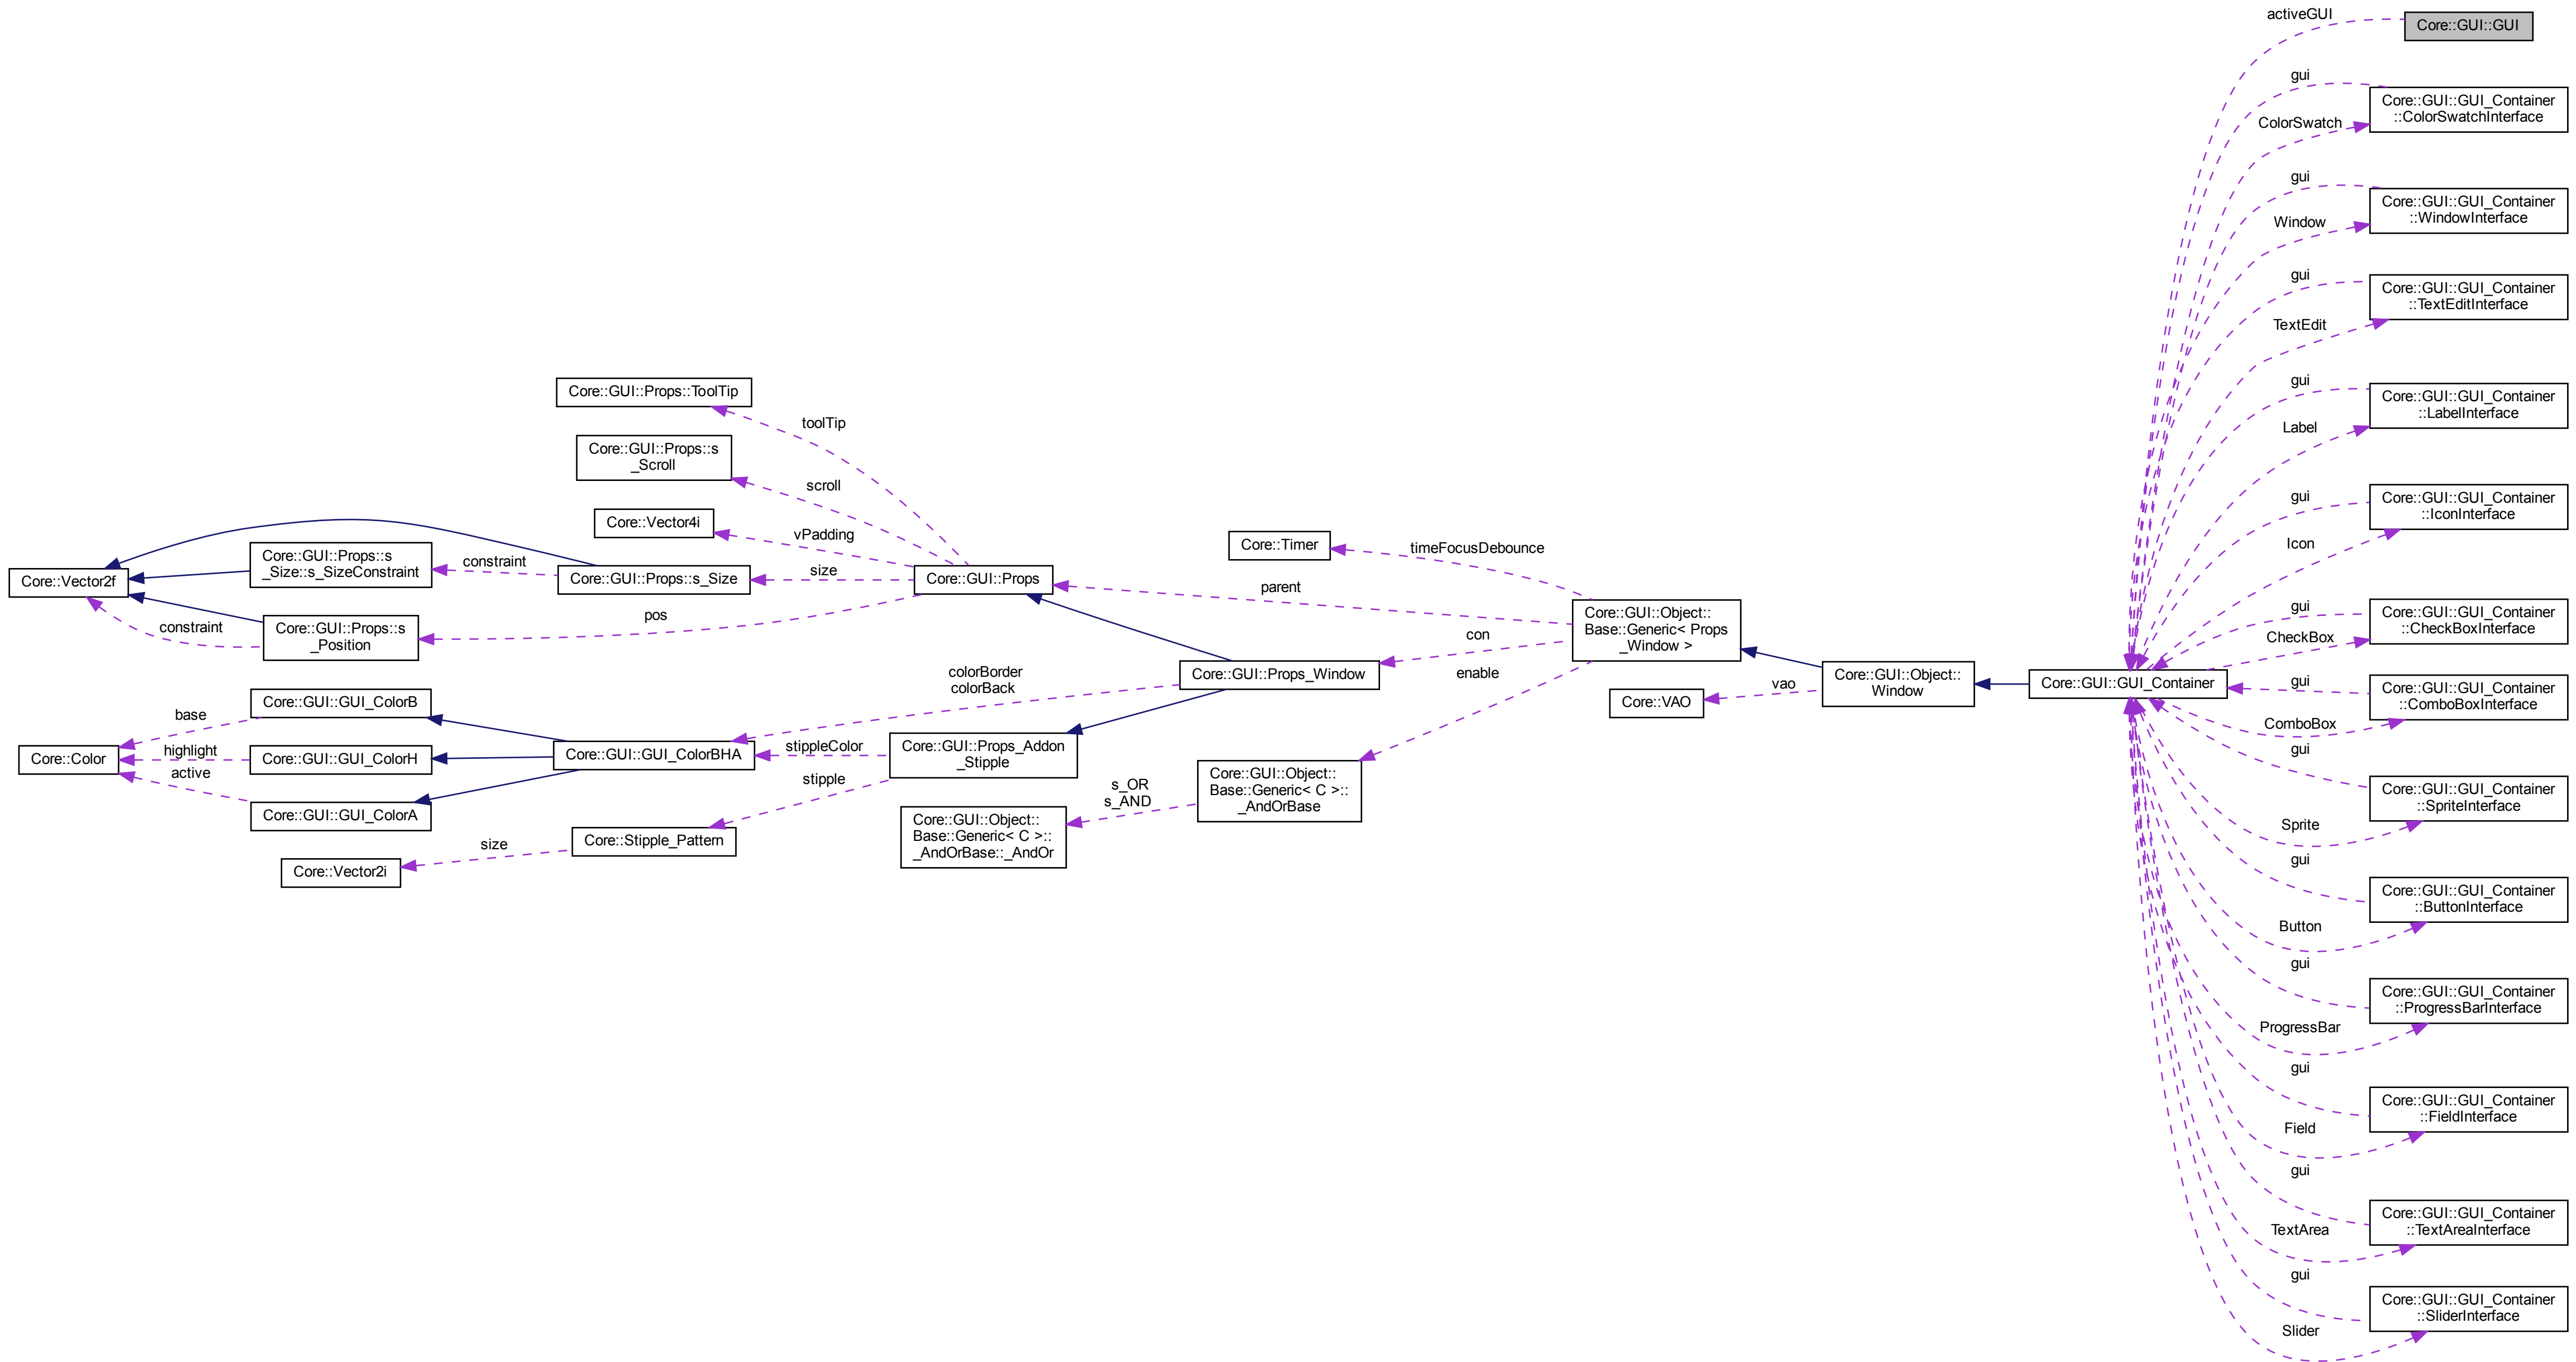 activeGUI
Core::GUI::GUI
gui
Core::GUI::GUI_Container
::ColorSwatchInterface
ColorSwatch
gui
Core::GUI::GUI_Container
::WindowInterface
Window
gui
Core::GUI::GUI_Container
::TextEditInterface
TextEdit
gui
Core::GUI::GUI_Container
::LabelInterface
Label
gui
Core::GUI::GUI_Container
::IconInterface
Icon
gui
Core::GUI::GUI_Container
::CheckBoxInterface
CheckBox
gui
Core::GUI::GUI_Container
::ComboBoxInterface
ComboBox
gui
Core::GUI::GUI_Container
::SpriteInterface
Sprite
gui
Core::GUI::GUI_Container
::ButtonInterface
Button
gui
Core::GUI::GUI_Container
::ProgressBarInterface
ProgressBar
gui
Core::GUI::GUI_Container
::FieldInterface
Field
gui
Core::GUI::GUI_Container
::TextAreaInterface
TextArea
gui
Core::GUI::GUI_Container
::SliderInterface
Slider
Core::GUI::GUI_Container
Core::GUI::Object::
Window
vao
Core::VAO
Core::GUI::Object::
Base::Generic< Props
_Window >
timeFocusDebounce
Core::Timer
parent
con
enable
Core::GUI::Props_Window
Core::GUI::Object::
Base::Generic< C >::
_AndOrBase
s_OR
s_AND
Core::GUI::Object::
Base::Generic< C >::
_AndOrBase::_AndOr
Core::GUI::Props
toolTip
Core::GUI::Props::ToolTip
scroll
Core::GUI::Props::s
_Scroll
vPadding
Core::Vector4i
size
Core::GUI::Props::s_Size
pos
constraint
Core::GUI::Props::s
_Size::s_SizeConstraint
Core::Vector2f
constraint
Core::GUI::Props::s
_Position
colorBorder
colorBack
Core::GUI::Props_Addon
_Stipple
stippleColor
stipple
Core::GUI::GUI_ColorBHA
Core::Stipple_Pattern
size
Core::Vector2i
Core::GUI::GUI_ColorB
base
Core::GUI::GUI_ColorH
highlight
Core::GUI::GUI_ColorA
active
Core::Color